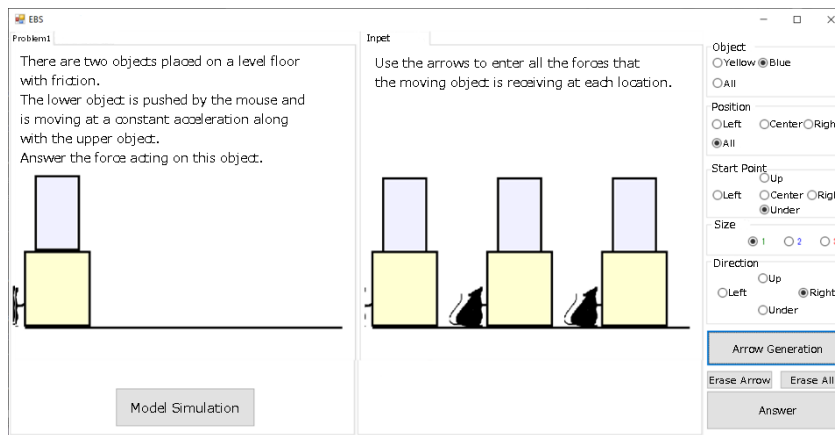 EBS
Problem1
There are two objects placed on a level floor
with friction.
The lower object is pushed by the mouse and
is moving at a constant acceleration along
with the upper object.
Answer the force acting on this object.
Model Simulation
Inpet
Use the arrows to enter all the forces that
the moving object is receiving at each location.
Object
Yellow Blue
All
Position
Left Center Righ
All
Start Point
Up
Left Center Righ
Under
Size
1 2
Direction
Up
Left Right
Under
Arrow Generation
Erase Arrow Erase All
Answer